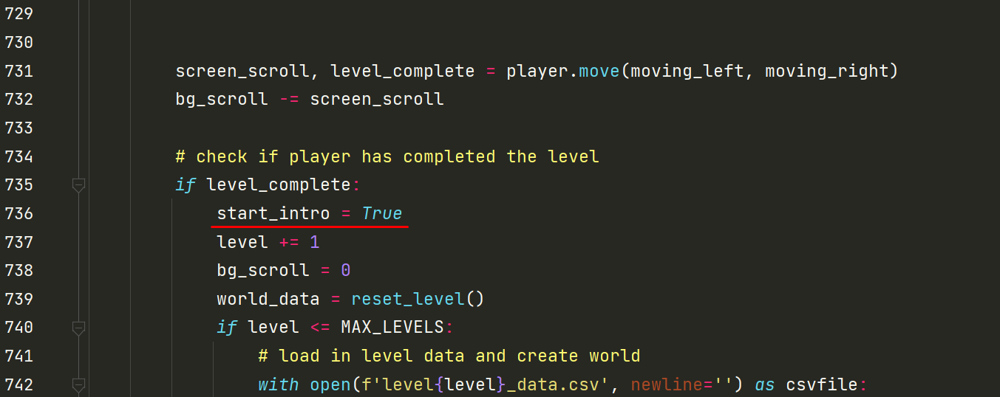 729
730
731 screen_scroll, level_complete = player.move(moving_left, moving_right)
732 bg_scroll -= screen_scroll
733
734 # check if player has completed the level
735 if level_complete:
736 start_intro = True
737 level += 1
738 bg_scroll = 0
739 world_data = reset_level()
740 if level <= MAX_LEVELS:
741 # load in level data and create world
742 with open(f'level{level}_data.csv', newline='') as csvfile: